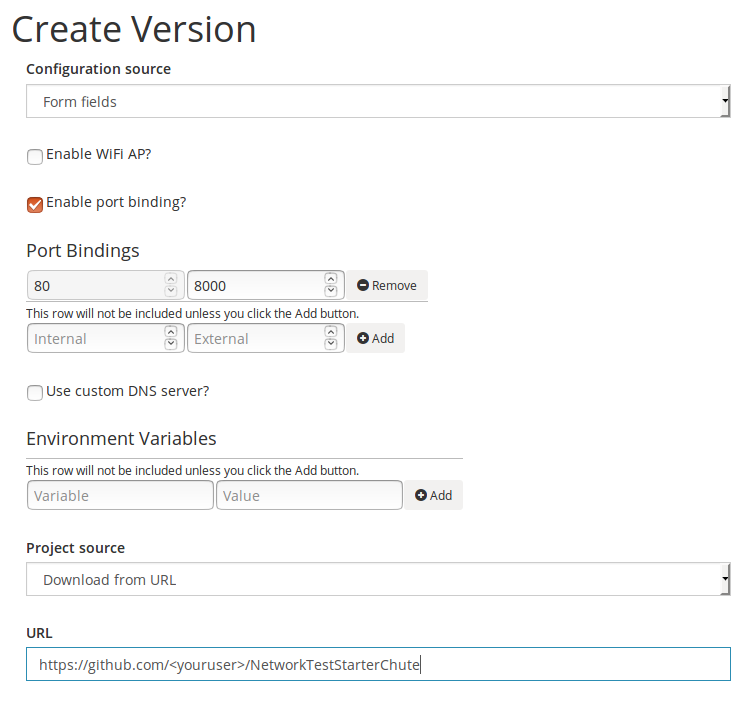 Create Version
Configuration source
Form fields
Enable WiFi AP?
Enable port binding?
Port Bindings
80 8000 Remove
This row will not be included unless you click the Add button.
Internal External Add
Use custom DNS server?
Environment Variables
This row will not be included unless you click the Add button.
Variable Value Add
Project source
Download from URL
URL
https://github.com/<youruser>/NetworkTestStarterChute